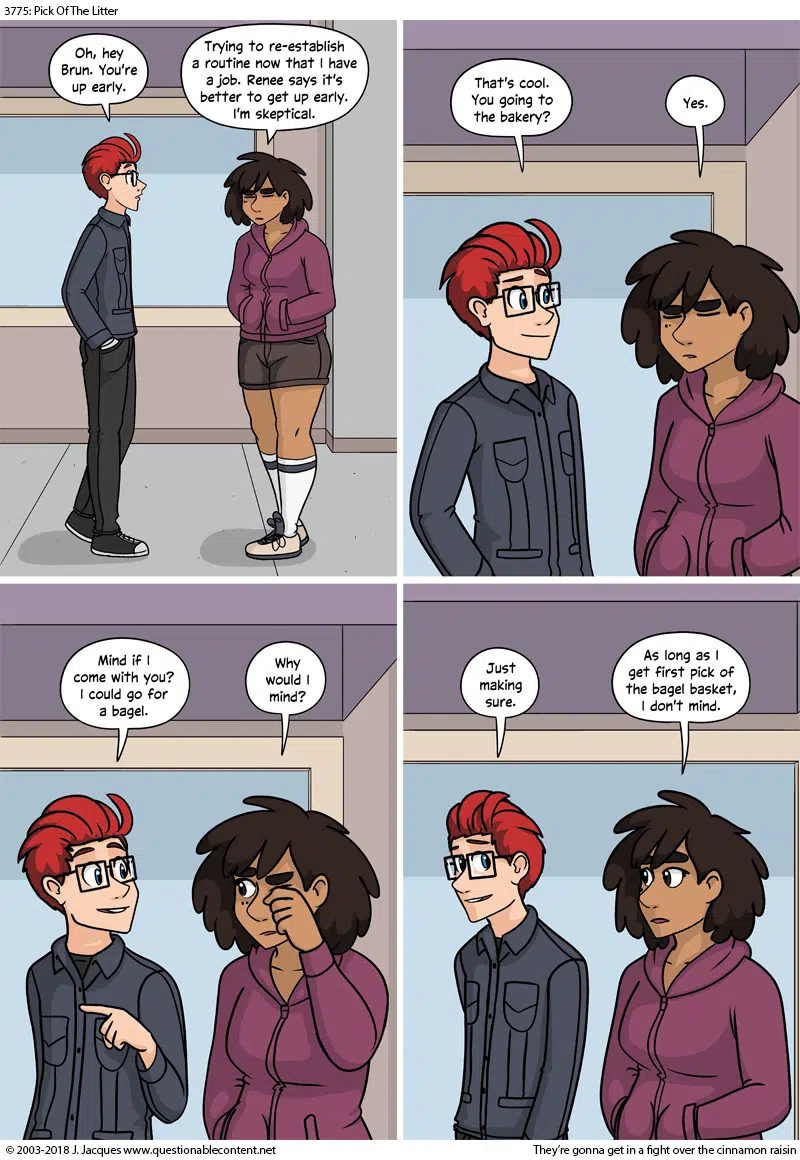 3775: Pick Of The Litter
Oh, hey
Brun. You're
up early.
Trying to re-establish
a routine now that I have
a job. Renee says it's
better to get up early.
I'm skeptical.
That's cool.
You going to
the bakery?
Yes.
Mind if I
come with you?
I could go for
a bagel.
Why
would I
mind?
Just
making
sure.
As long as I
get first pick of
the bagel basket,
I don't mind.
© 2003-2018 J. Jacques www.questionablecontent.net
They're gonna get in a fight over the cinnamon raisin